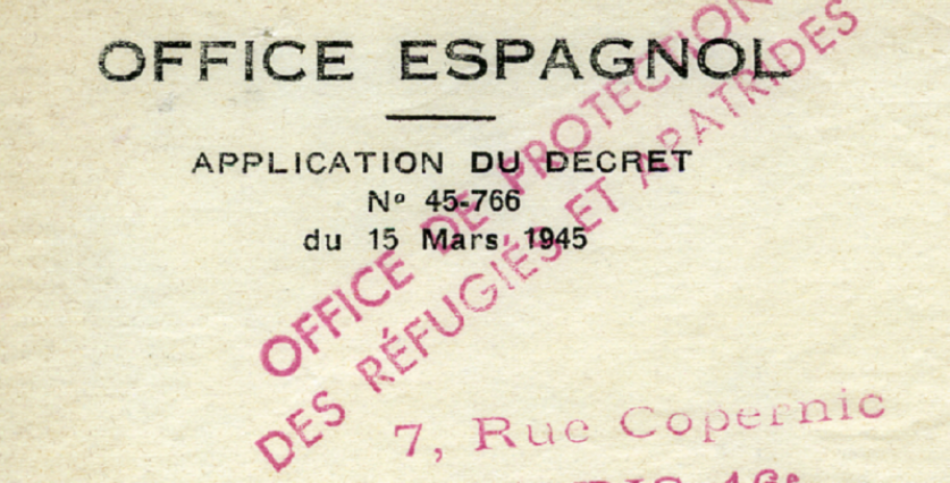 OFFICE ESPAGNOL
APPLICATION DU DECRET
Nº 45-766
du 15 Mars 1945
OFFICE DE PROTECTION
DES RÉFUGIÉS ET APATRIDES
7, Rue Copernic
16e